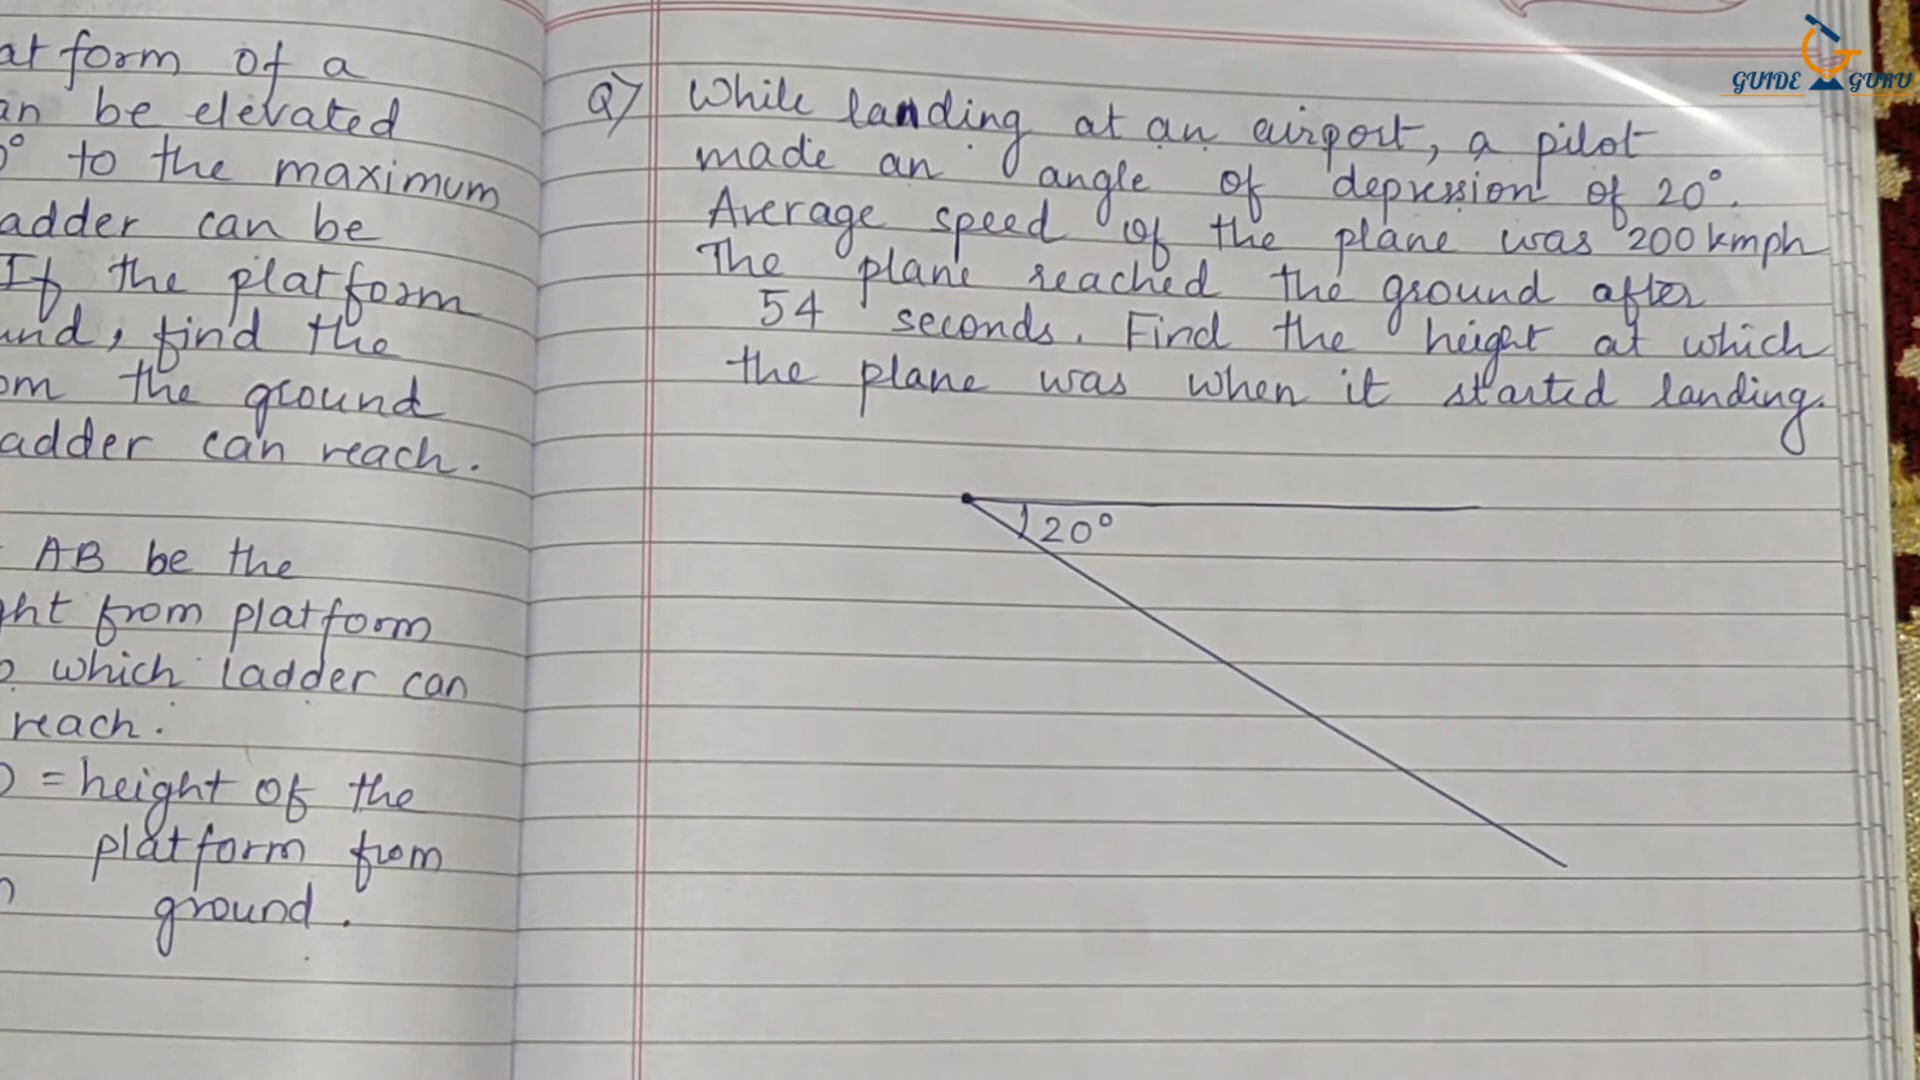 at form of a
an be elevated
0° to the maximum
adder can be
If the platform
und, find the
om the ground
adder can reach.
AB be the
ght from platform
o which ladder can
reach.
= height of the
platform from
ground.
Q) While landing at an airport, a pilot
made an angle of depression of 20°.
Average speed of the plane was 200 kmph
The plane reached the ground after
54 seconds. Find the height at which
the plane was when it started landing.
20°
GUIDE GURU